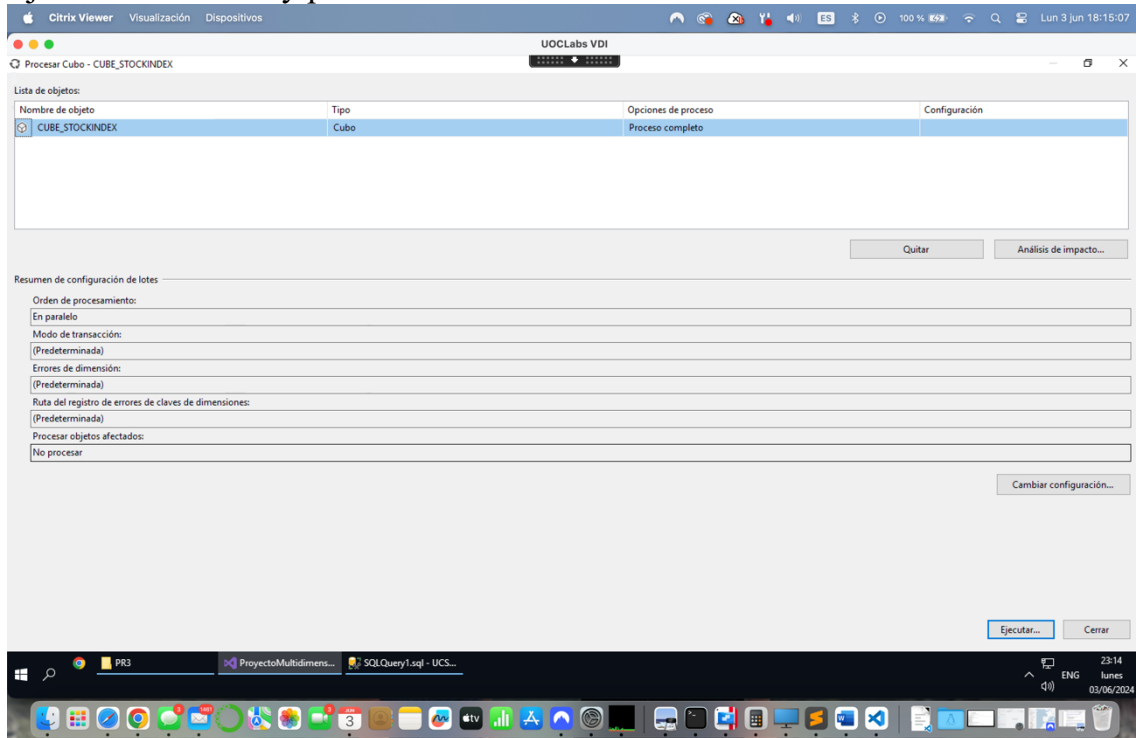 Citrix Viewer Visualización Dispositivos ES 100 % Lun 3 jun 18:15:07
UOCLabs VDI
Procesar Cubo - CUBE_STOCKINDEX
Lista de objetos:
Nombre de objeto Tipo Opciones de proceso Configuración
CUBE_STOCKINDEX Cubo Proceso completo
Quitar Análisis de impacto...
Resumen de configuración de lotes
Orden de procesamiento:
En paralelo
Modo de transacción:
(Predeterminada)
Errores de dimensión:
(Predeterminada)
Ruta del registro de errores de claves de dimensiones:
(Predeterminada)
Procesar objetos afectados:
No procesar
Cambiar configuración...
Ejecutar... Cerrar
PR3 ProyectoMultidimens... SQLQuery1.sql - UCS... 23:14
ENG lunes
03/06/2024
3 tv